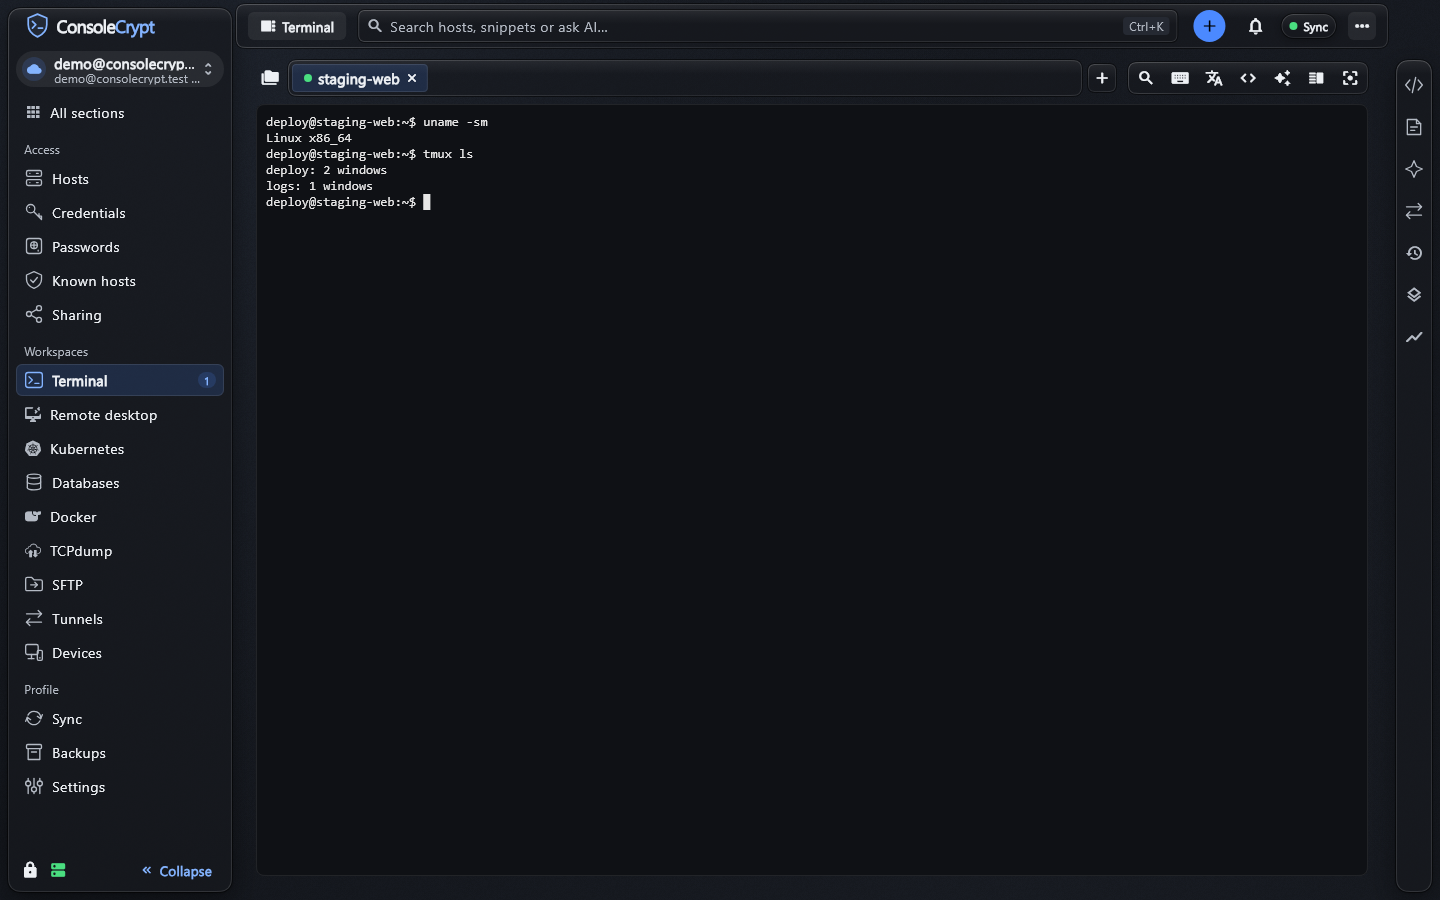 ConsoleCrypt
demo@consolecryp...
demo@consolecrypt.test ...
All sections
Access
Hosts
Credentials
Passwords
Known hosts
Sharing
Workspaces
Terminal 1
Remote desktop
Kubernetes
Databases
Docker
TCPdump
SFTP
Tunnels
Devices
Profile
Sync
Backups
Settings
Collapse
Terminal
Search hosts, snippets or ask AI...
Ctrl+K
Sync
staging-web
deploy@staging-web:~$ uname -sm
Linux x86_64
deploy@staging-web:~$ tmux ls
deploy: 2 windows
logs: 1 windows
deploy@staging-web:~$